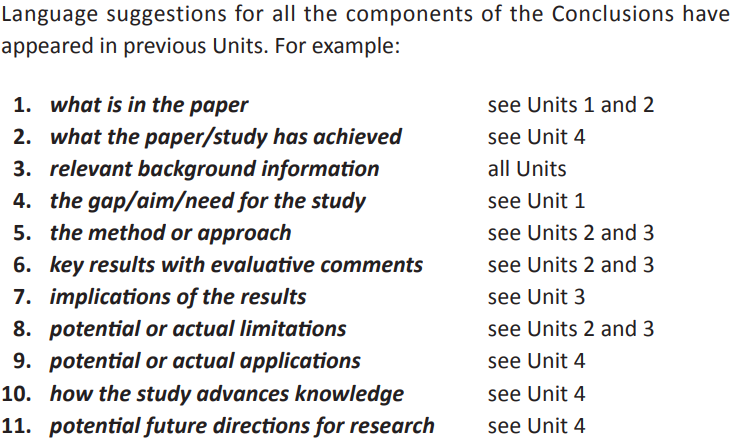 Language suggestions for all the components of the Conclusions have
appeared in previous Units. For example:
1. what is in the paper see Units 1 and 2
2. what the paper/study has achieved see Unit 4
3. relevant background information all Units
4. the gap/aim/need for the study see Unit 1
5. the method or approach see Units 2 and 3
6. key results with evaluative comments see Units 2 and 3
7. implications of the results see Unit 3
8. potential or actual limitations see Units 2 and 3
9. potential or actual applications see Unit 4
10. how the study advances knowledge see Unit 4
11. potential future directions for research see Unit 4